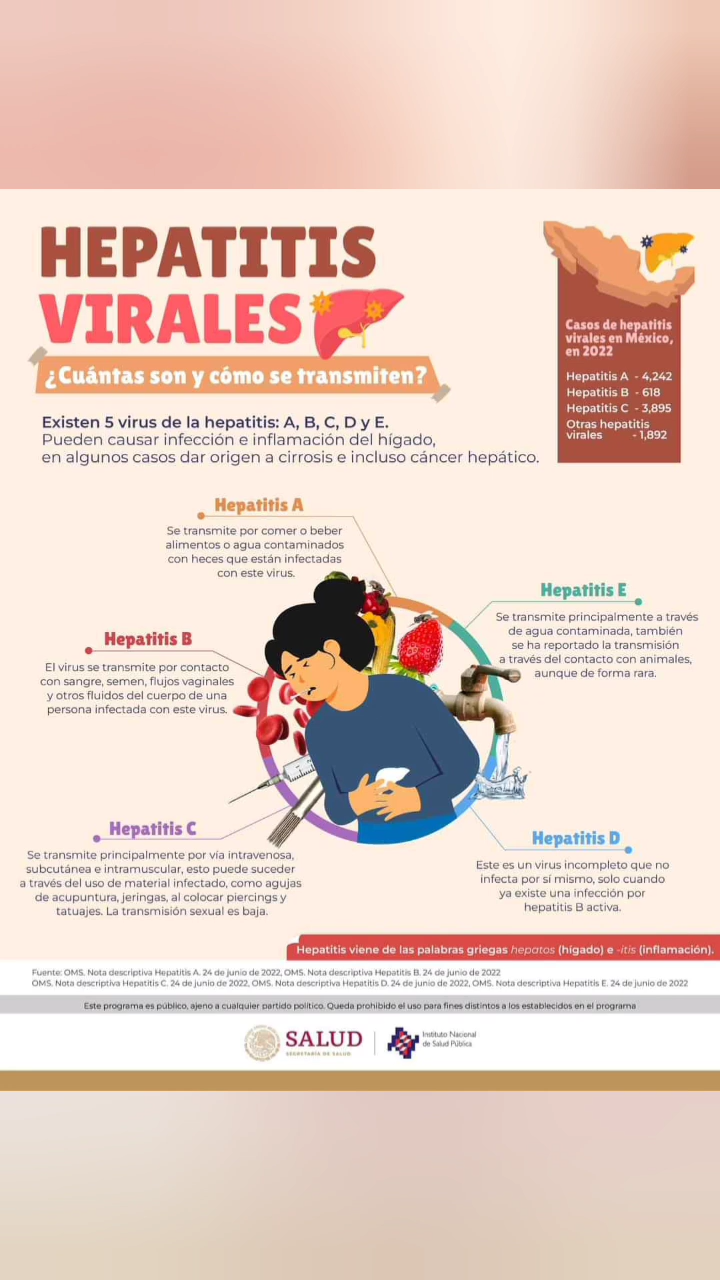 HEPATITIS
VIRALES
¿Cuántas son y cómo se transmiten?
Existen 5 virus de la hepatitis: A, B, C, D y E.
Pueden causar infección e inflamación del hígado,
en algunos casos dar origen a cirrosis e incluso cáncer hepático.
Casos de hepatitis
virales en México,
en 2022
Hepatitis A - 4,242
Hepatitis B - 618
Hepatitis C - 3,895
Otras hepatitis
virales - 1,892
Hepatitis A
Se transmite por comer o beber
alimentos o agua contaminados
con heces que están infectadas
con este virus.
Hepatitis E
Se transmite principalmente a través
de agua contaminada, también
se ha reportado la transmisión
a través del contacto con animales,
aunque de forma rara.
Hepatitis B
El virus se transmite por contacto
con sangre, semen, flujos vaginales
y otros fluidos del cuerpo de una
persona infectada con este virus.
Hepatitis C
Se transmite principalmente por vía intravenosa,
subcutánea e intramuscular, esto puede suceder
a través del uso de material infectado, como agujas
de acupuntura, jeringas, al colocar piercings y
tatuajes. La transmisión sexual es baja.
Hepatitis D
Este es un virus incompleto que no
infecta por sí mismo, solo cuando
ya existe una infección por
hepatitis B activa.
Hepatitis viene de las palabras griegas hepatos (hígado) e -itis (inflamación).
Fuente: OMS. Nota descriptiva Hepatitis A. 24 de junio de 2022, OMS. Nota descriptiva Hepatitis B. 24 de junio de 2022
OMS. Nota descriptiva Hepatitis C. 24 de junio de 2022, OMS. Nota descriptiva Hepatitis D. 24 de junio de 2022, OMS. Nota descriptiva Hepatitis E. 24 de junio de 2022
Este programa es público, ajeno a cualquier partido político. Queda prohibido el uso para fines distintos a los establecidos en el programa
SALUD
SECRETARÍA DE SALUD
Instituto Nacional
de Salud Pública